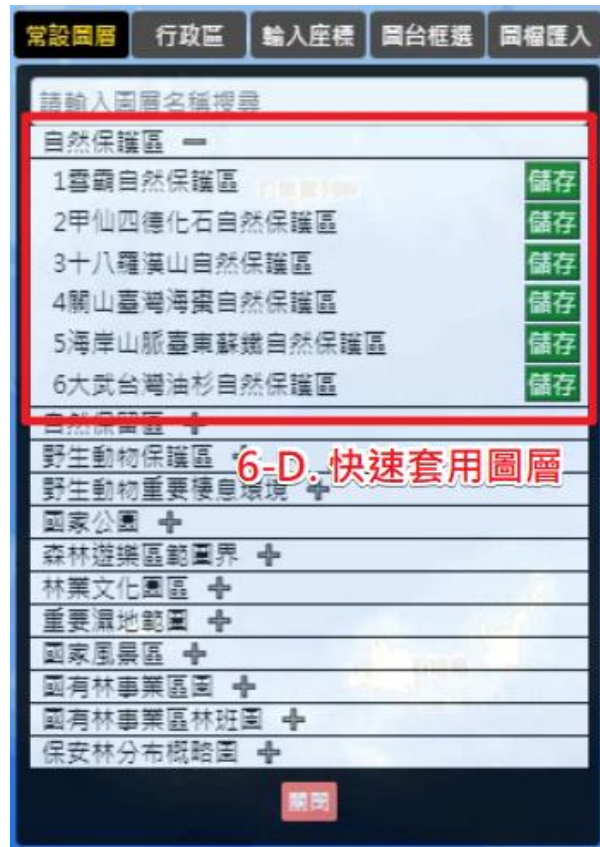 常設圖層 行政區 輸入座標 圖台框選 圖檔匯入
請輸入圖層名稱搜尋
自然保護區
1雪霸自然保護區 儲存
2甲仙四德化石自然保護區 儲存
3十八羅漢山自然保護區 儲存
4關山臺灣海棗自然保護區 儲存
5海岸山脈臺東蘇鐵自然保護區 儲存
6大武台灣油杉自然保護區 儲存
自然保留區
野生動物保護區
6-D. 快速套用圖層
野生動物重要棲息環境
國家公園
森林遊樂區範圍界
林業文化園區
重要濕地範圍
國家風景區
國有林事業區圖
國有林事業區林班圖
保安林分布概略圖
關閉